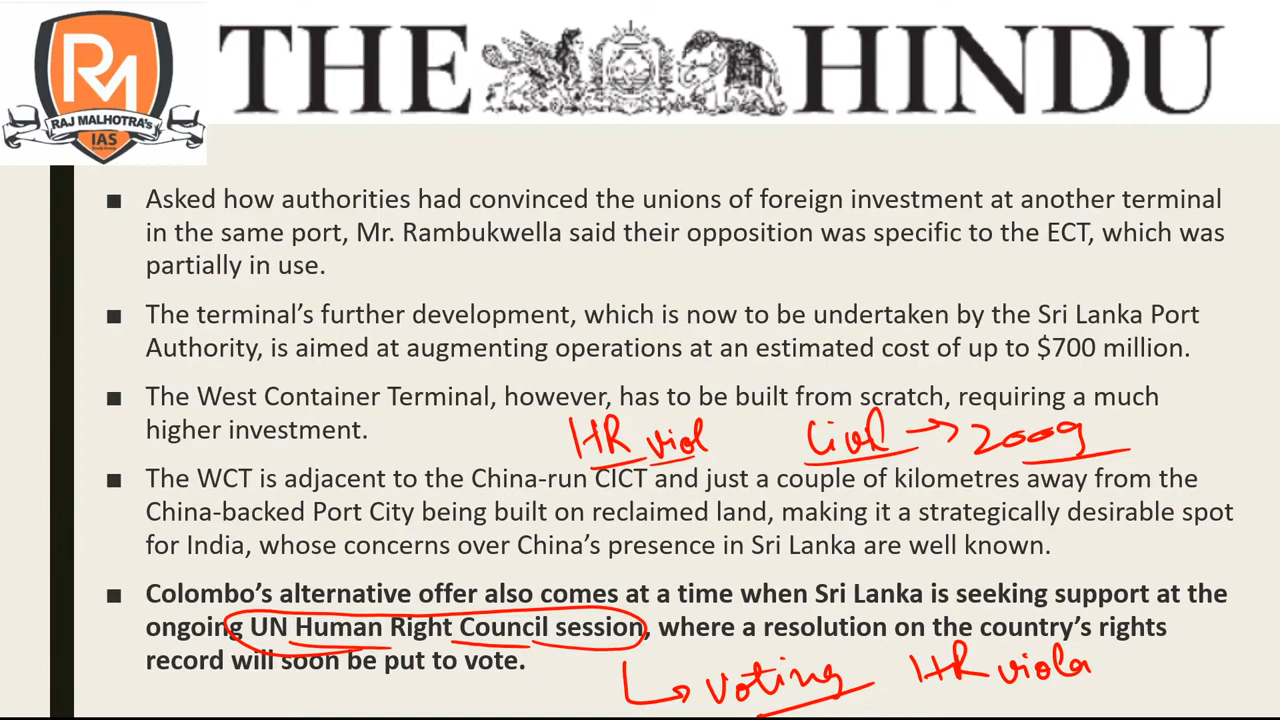 RM
RAJ MALHOTRA'S
IAS
THE HINDU
■ Asked how authorities had convinced the unions of foreign investment at another terminal
in the same port, Mr. Rambukwella said their opposition was specific to the ECT, which was
partially in use.
■ The terminal's further development, which is now to be undertaken by the Sri Lanka Port
Authority, is aimed at augmenting operations at an estimated cost of up to $700 million.
■ The West Container Terminal, however, has to be built from scratch, requiring a much
higher investment.
HR viol Civil → 2009
■ The WCT is adjacent to the China-run CICT and just a couple of kilometres away from the
China-backed Port City being built on reclaimed land, making it a strategically desirable spot
for India, whose concerns over China's presence in Sri Lanka are well known.
■ Colombo's alternative offer also comes at a time when Sri Lanka is seeking support at the
ongoing UN Human Right Council session, where a resolution on the country's rights
record will soon be put to vote.
→ voting HR viola